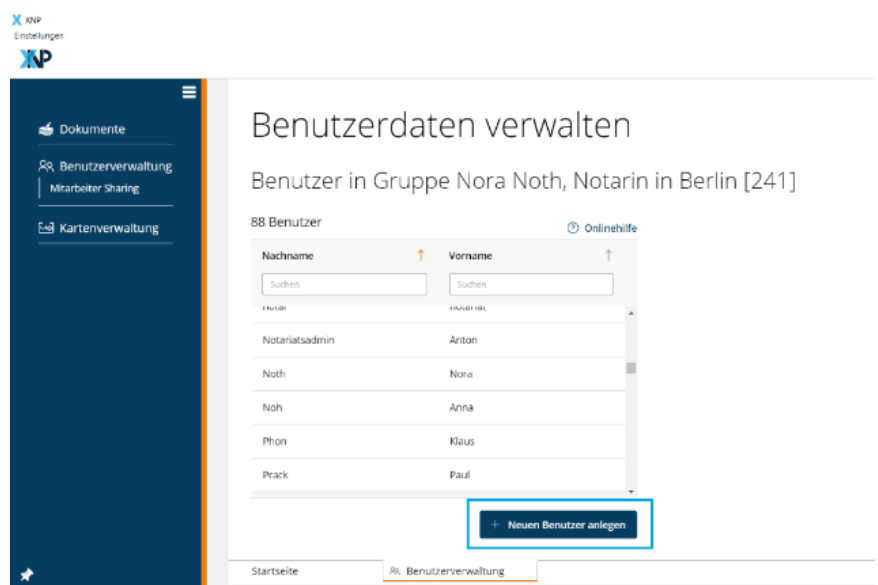 XNP
Einstellungen
XNP
Dokumente
Benutzerverwaltung
Mitarbeiter Sharing
Kartenverwaltung
Benutzerdaten verwalten
Benutzer in Gruppe Nora Noth, Notarin in Berlin [241]
88 Benutzer
Onlinehilfe
Nachname Vorname
Suchen Suchen
Notariatsadmin Anton
Noth Nora
Noh Anna
Phon Klaus
Prack Paul
+ Neuen Benutzer anlegen
Startseite Benutzerverwaltung